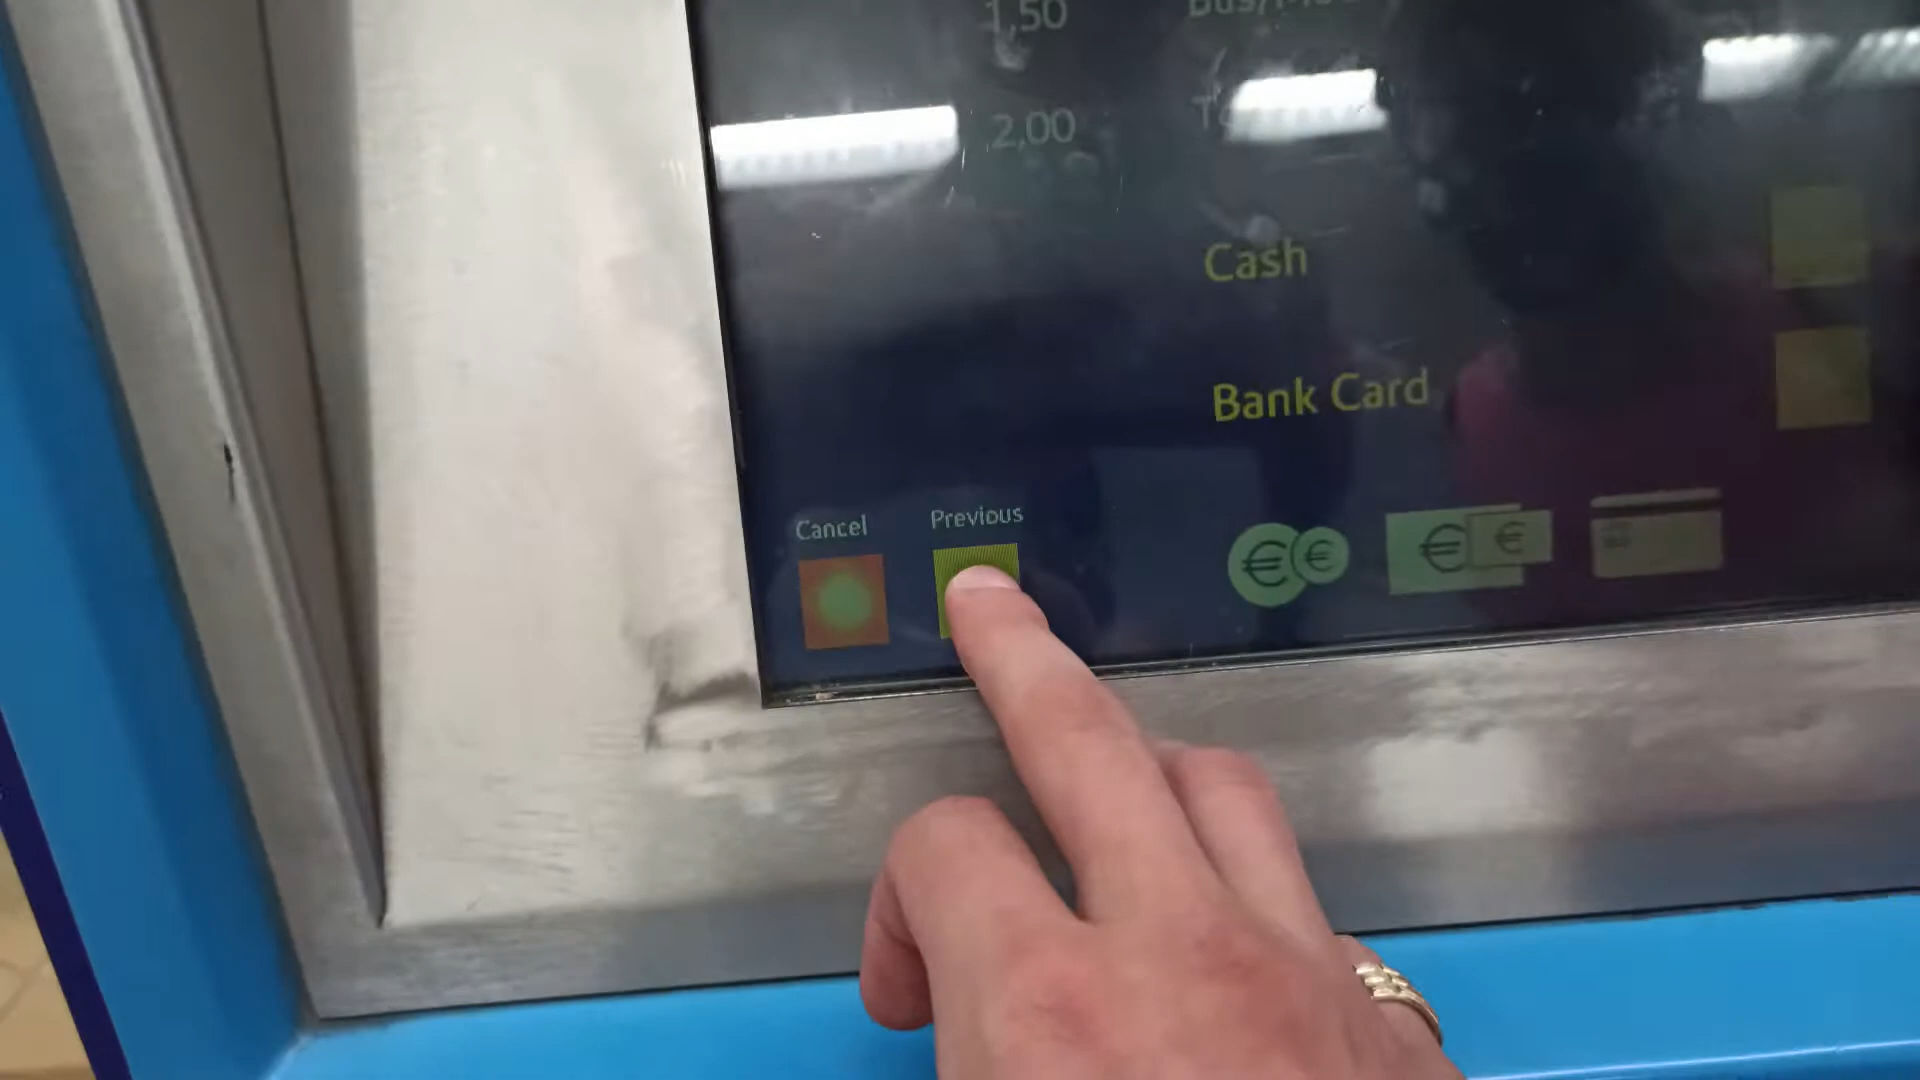 1,50
2,00
Cash
Bank Card
Cancel
Previous
€ € € €